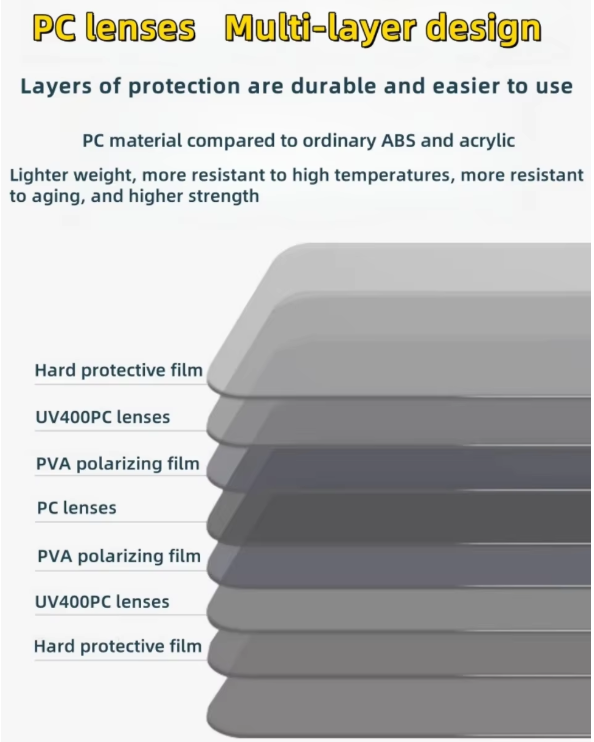 PC lenses Multi-layer design
Layers of protection are durable and easier to use
PC material compared to ordinary ABS and acrylic
Lighter weight, more resistant to high temperatures, more resistant
to aging, and higher strength
Hard protective film
UV400PC lenses
PVA polarizing film
PC lenses
PVA polarizing film
UV400PC lenses
Hard protective film